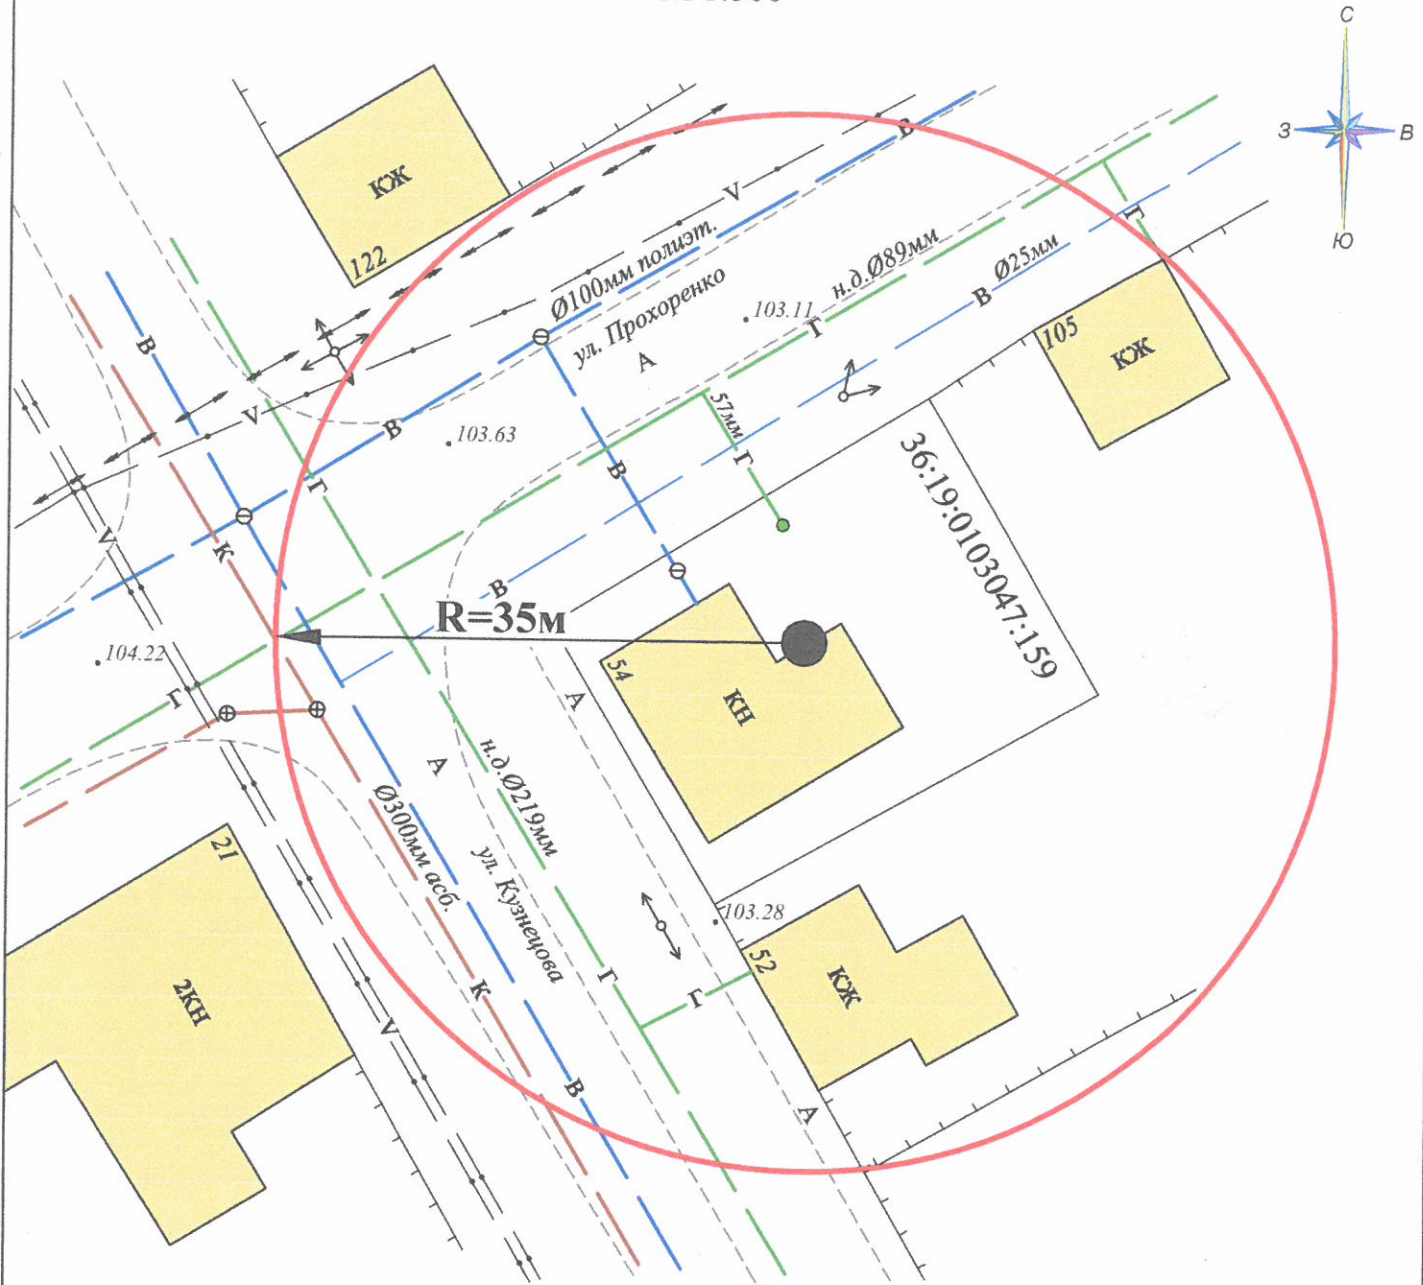 С
З
В
Ю
В
КЖ
122
V
Г
Ø100мм полиэт.
н.д.Ø89мм
Ø25мм
В
ул. Прохоренко
103.11
Г
105
КЖ
В
А
V
В
103.63
57мм
Г
В
Г
36:19:0103047:159
V
К
В
R=35м
104.22
54
КН
Г
А
А
н.д.Ø219мм
Ø300мм асб.
21
ул. Кузнецова
103.28
52
КЖ
2КН
К
Г
Г
V
В
А